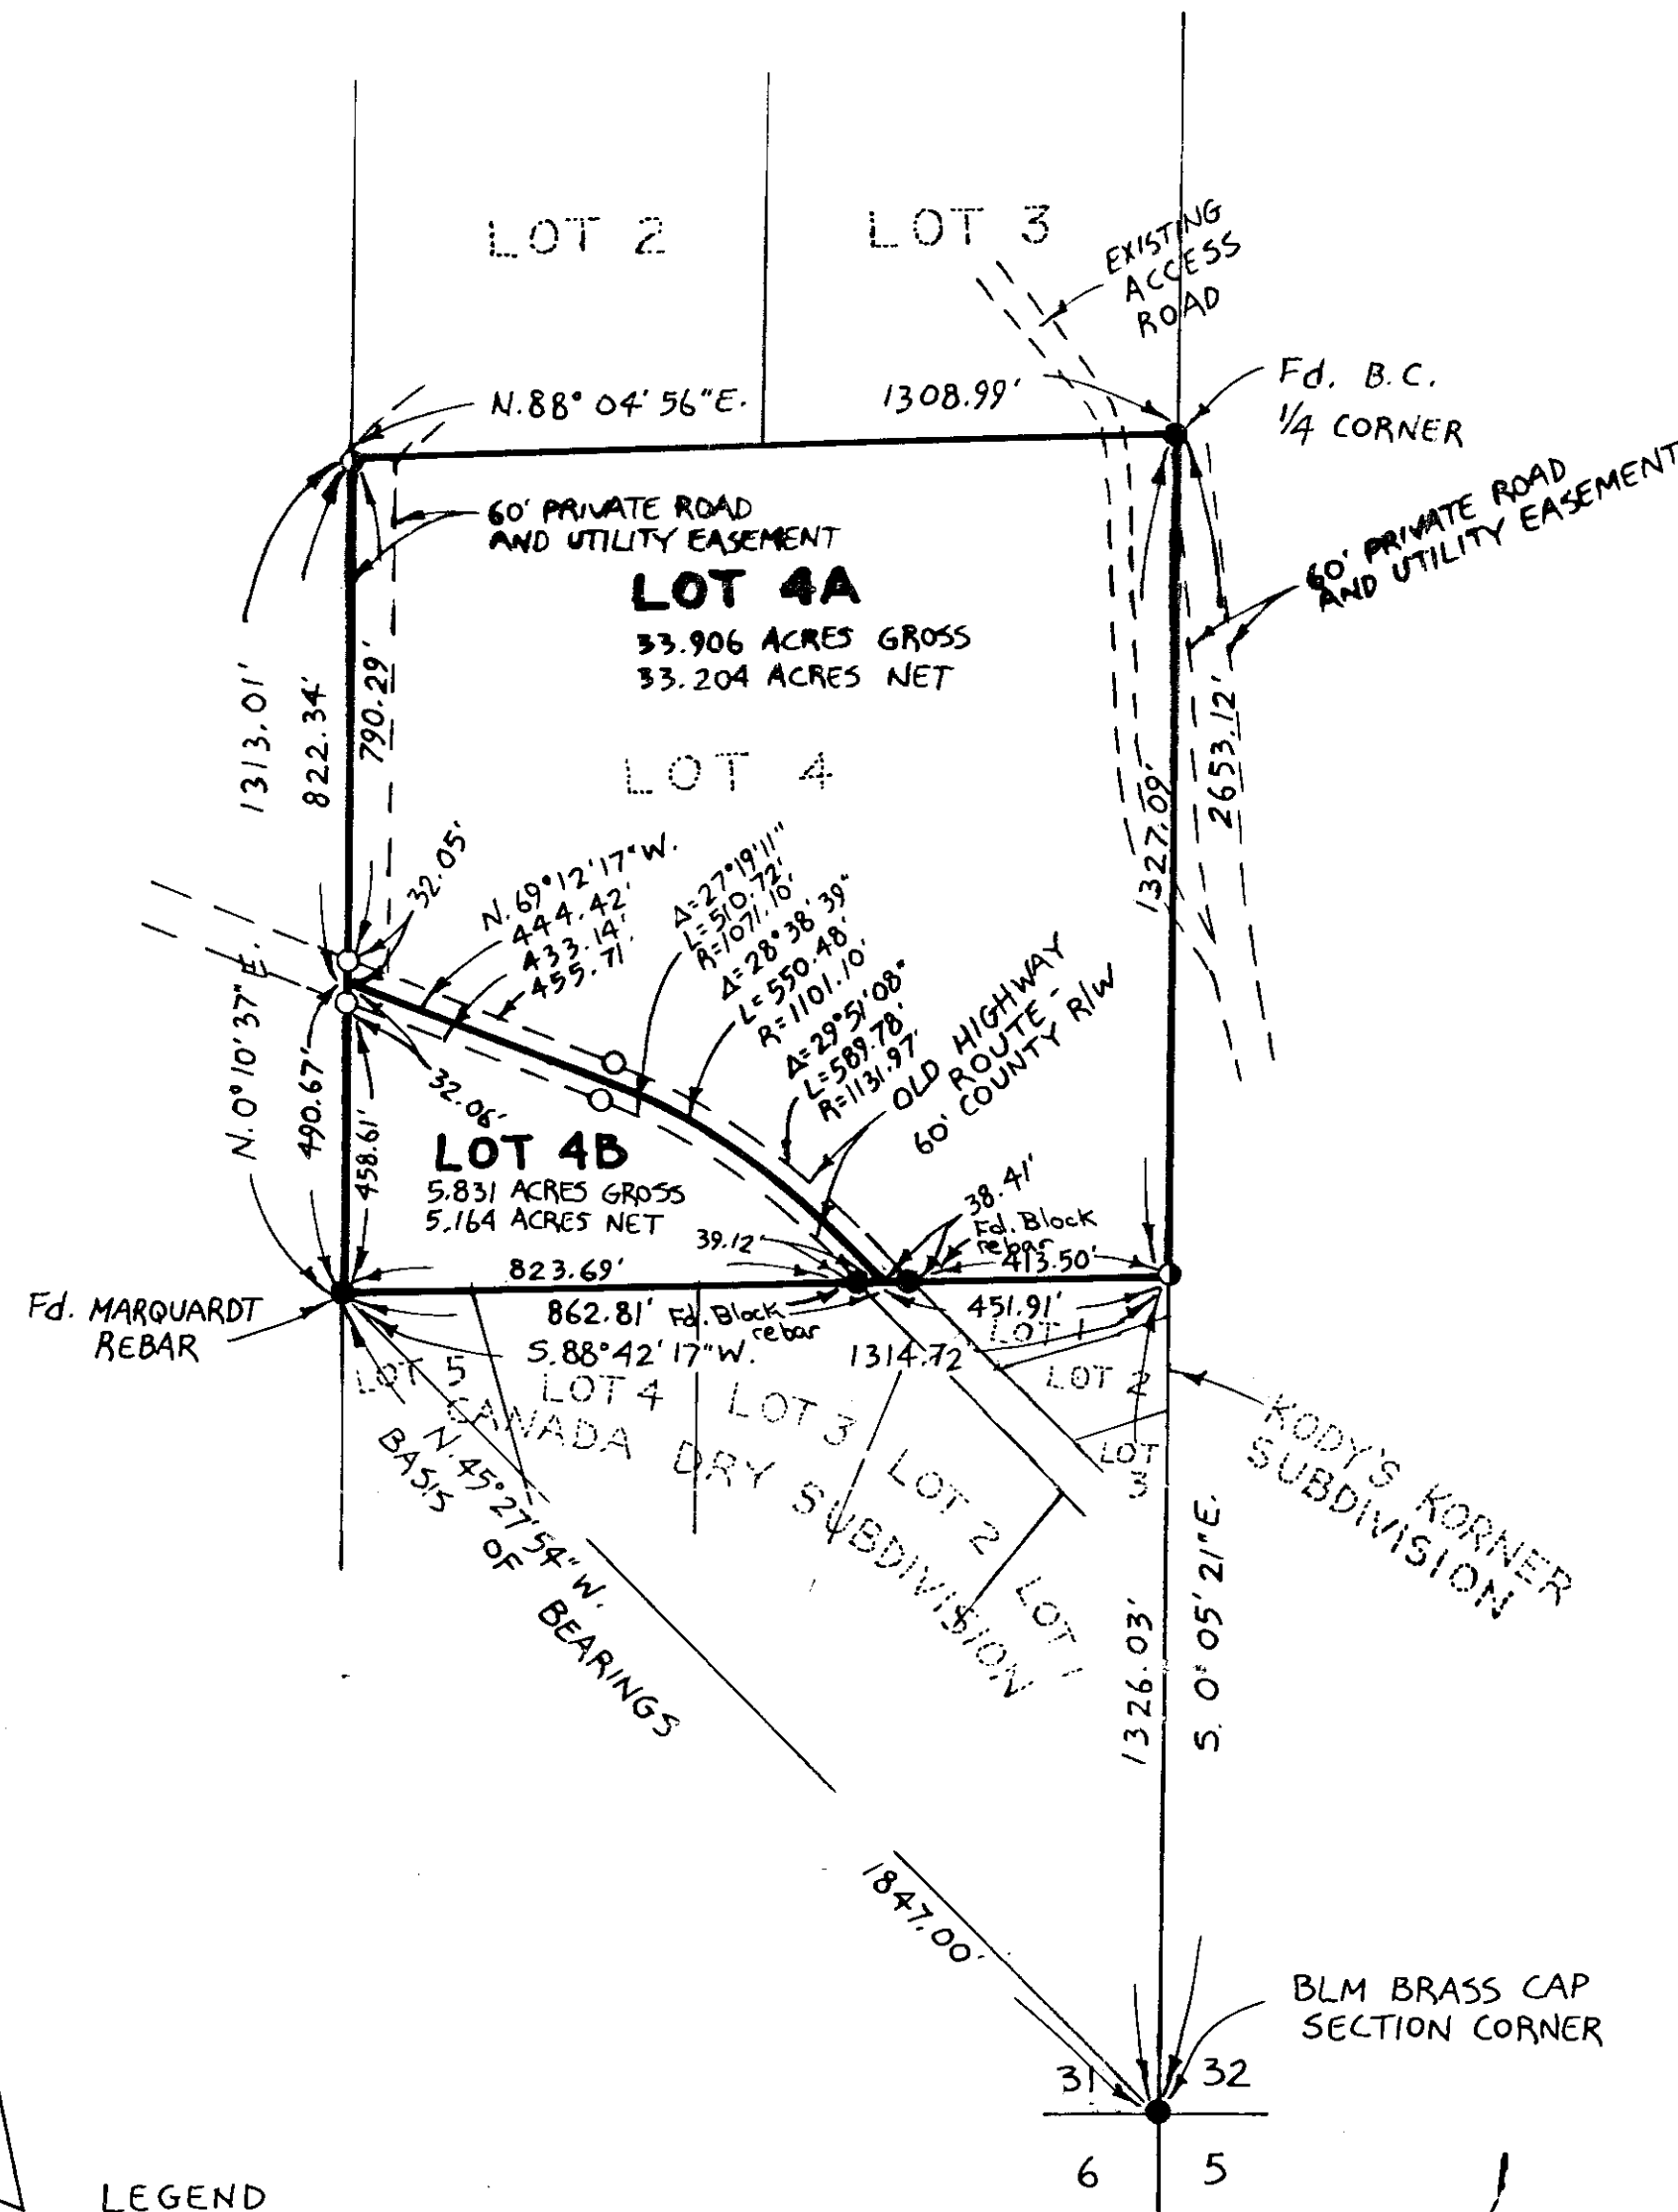 LOT 2
LOT 3
EXISTING
ACCESS
ROAD
N.88° 04' 56"E.
1308.99'
Fd. B.C.
1/4 CORNER
60' PRIVATE ROAD
AND UTILITY EASEMENT
60' PRIVATE ROAD
AND UTILITY EASEMENT
LOT 4A
33.906 ACRES GROSS
33.204 ACRES NET
1313.01'
822.34'
790.29'
LOT 4
1327.09'
2653.12'
32.05'
N. 69°12'17"W.
444.42'
433.14'
455.71'
Δ=27°19'11"
L=510.72'
R=1071.10'
Δ=28°38'39"
L=550.48'
R=1101.10'
Δ=29°51'08"
L=589.78'
R=1131.97'
OLD HIGHWAY
ROUTE -
60' COUNTY R/W
N.0°10'37"E.
490.67'
458.61'
32.06'
LOT 4B
5.831 ACRES GROSS
5.164 ACRES NET
39.12'
38.41'
Fd. Block
rebar
413.50'
823.69'
Fd. MARQUARDT
REBAR
862.81'
Fd. Block
rebar
451.91'
S.88°42'17"W.
1314.72'
LOT 1
LOT 2
LOT
3
LOT 5
LOT 4
LOT 3
LOT 2
LOT 1
CANADA DRY SUBDIVISION
KODY'S KORNER
SUBDIVISION
N.45°27'54"W.
BASIS OF BEARINGS
1326.03'
S. 0°05'21"E.
1847.00'
BLM BRASS CAP
SECTION CORNER
31
32
6
5
LEGEND